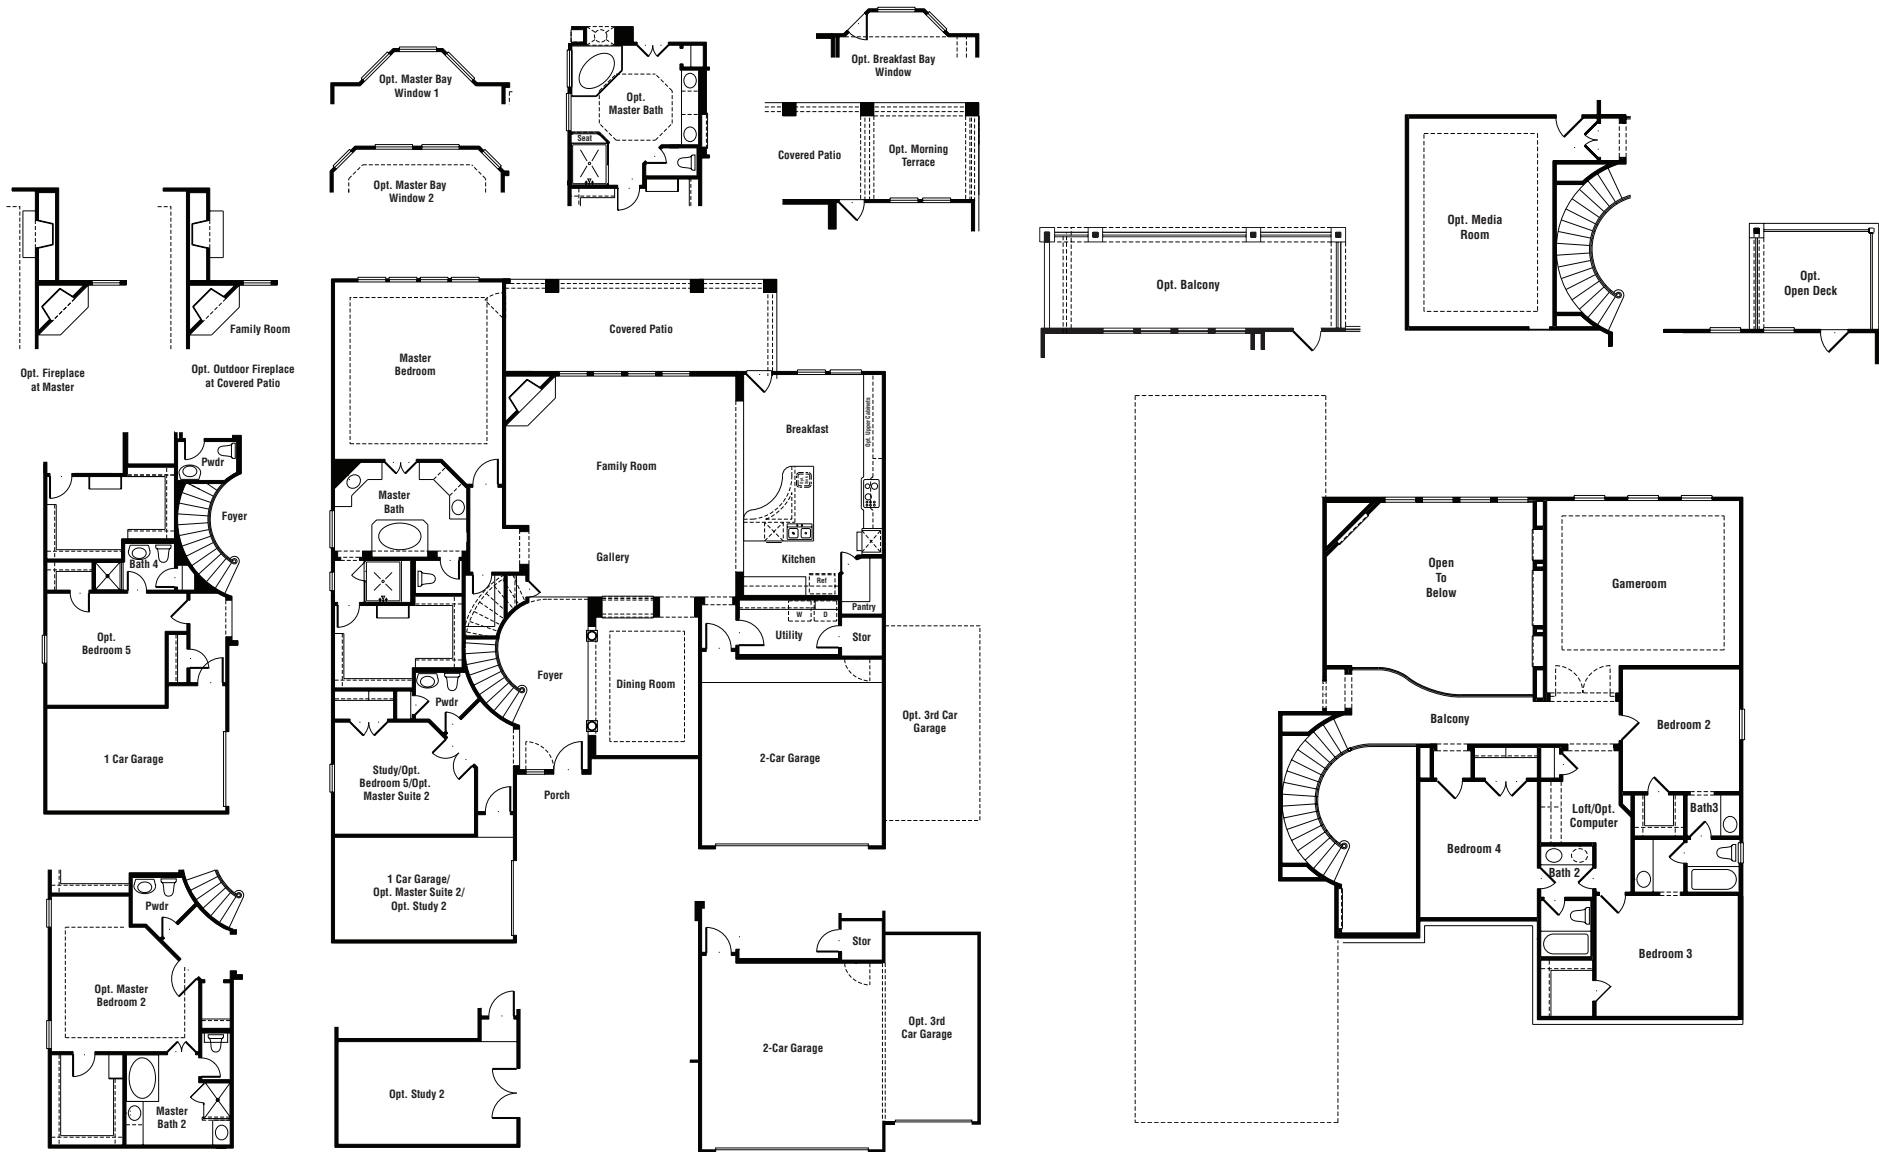 Opt. Master Bay
Window 1
Opt. Master Bay
Window 2
Opt.
Master Bath
Seat
Opt. Breakfast Bay
Window
Covered Patio
Opt. Morning
Terrace
Opt. Fireplace
at Master
Family Room
Opt. Outdoor Fireplace
at Covered Patio
Pwdr
Foyer
Bath 4
Opt.
Bedroom 5
1 Car Garage
Pwdr
Opt. Master
Bedroom 2
Master
Bath 2
Master
Bedroom
Covered Patio
Master
Bath
Family Room
Gallery
Breakfast
Opt. Upper Cabinets
Kitchen
Ref
Pantry
W
D
Utility
Stor
Foyer
Dining Room
Pwdr
Study/Opt.
Bedroom 5/Opt.
Master Suite 2
Porch
2-Car Garage
Opt. 3rd Car
Garage
1 Car Garage/
Opt. Master Suite 2/
Opt. Study 2
Opt. Study 2
Stor
2-Car Garage
Opt. 3rd
Car Garage
Opt. Balcony
Opt. Media
Room
Opt.
Open Deck
Open
To
Below
Gameroom
Balcony
Bedroom 2
Loft/Opt.
Computer
Bath3
Bedroom 4
Bath 2
Bedroom 3